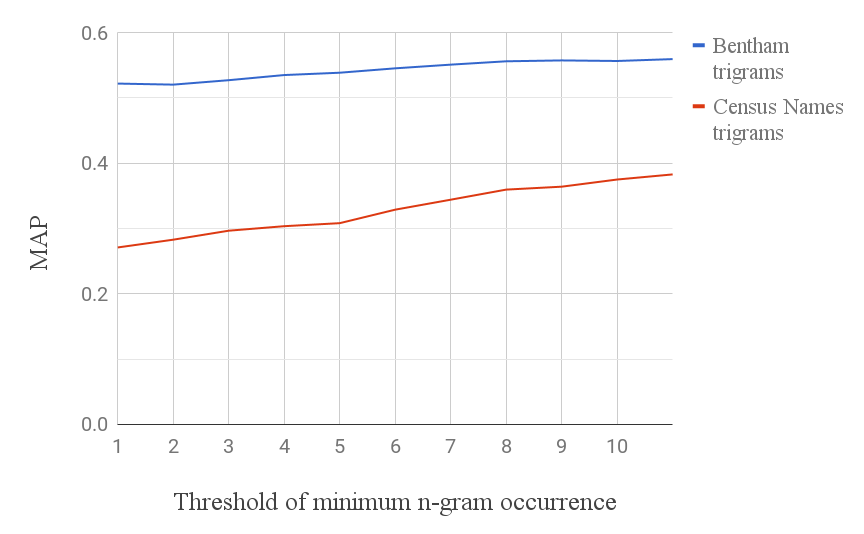 0.6
0.4
0.2
0.0
MAP
1 2 3 4 5 6 7 8 9 10
Threshold of minimum n-gram occurrence
Bentham
trigrams
Census Names
trigrams